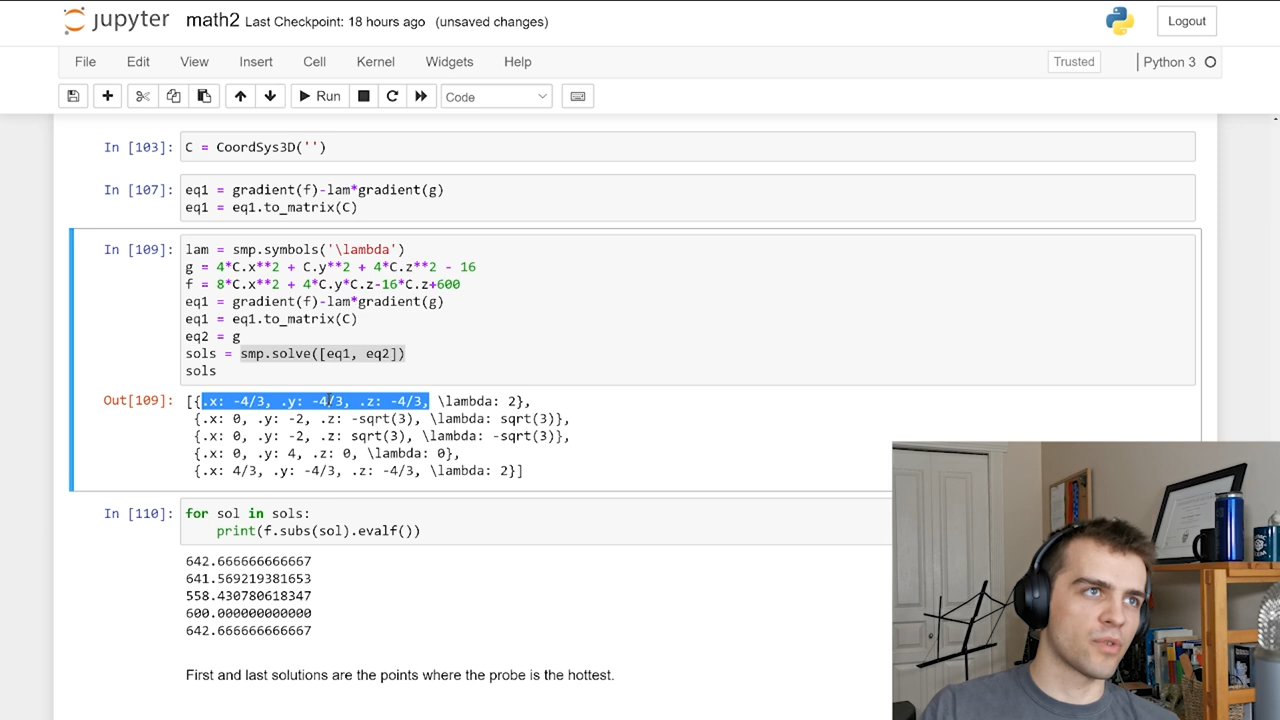 jupyter math2 Last Checkpoint: 18 hours ago (unsaved changes) Logout
File Edit View Insert Cell Kernel Widgets Help Trusted Python 3
Run Code
In [103]: C = CoordSys3D('')
In [107]: eq1 = gradient(f)-lam*gradient(g)
eq1 = eq1.to_matrix(C)
In [109]: lam = smp.symbols('\lambda')
g = 4*C.x**2 + C.y**2 + 4*C.z**2 - 16
f = 8*C.x**2 + 4*C.y*C.z-16*C.z+600
eq1 = gradient(f)-lam*gradient(g)
eq1 = eq1.to_matrix(C)
eq2 = g
sols = smp.solve([eq1, eq2])
sols
Out[109]: [{.x: -4/3, .y: -4/3, .z: -4/3, \lambda: 2},
{.x: 0, .y: -2, .z: -sqrt(3), \lambda: sqrt(3)},
{.x: 0, .y: -2, .z: sqrt(3), \lambda: -sqrt(3)},
{.x: 0, .y: 4, .z: 0, \lambda: 0},
{.x: 4/3, .y: -4/3, .z: -4/3, \lambda: 2}]
In [110]: for sol in sols:
print(f.subs(sol).evalf())
642.666666666667
641.569219381653
558.430780618347
600.000000000000
642.666666666667
First and last solutions are the points where the probe is the hottest.